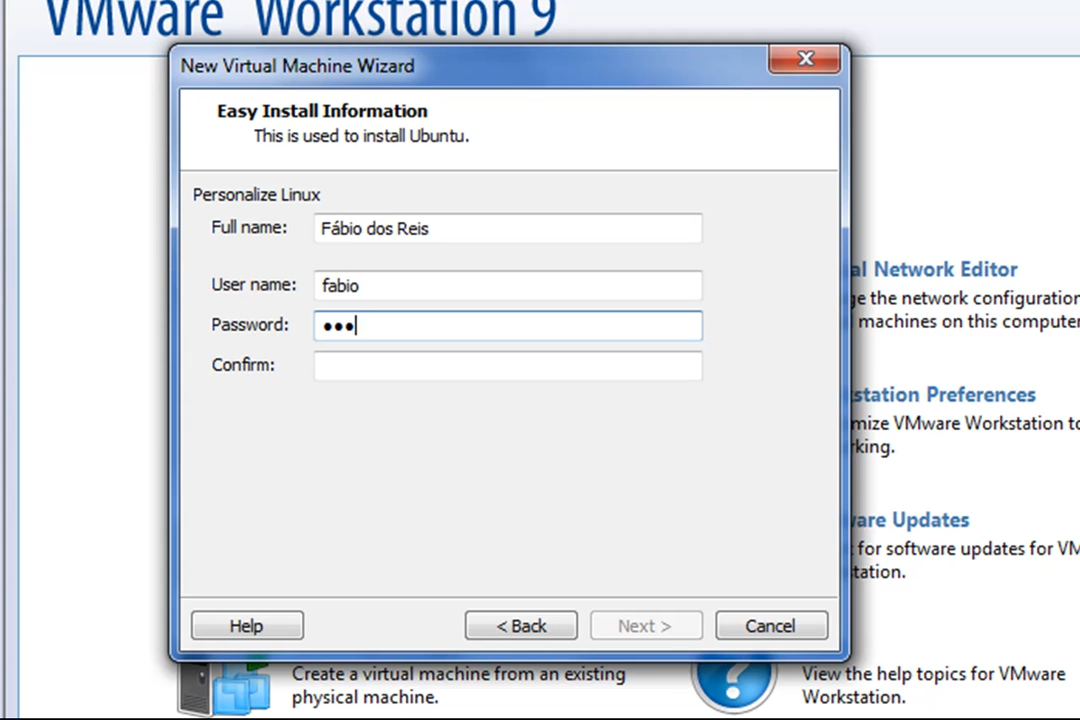 VMware Workstation 9
New Virtual Machine Wizard
Easy Install Information
This is used to install Ubuntu.
Personalize Linux
Full name: Fábio dos Reis
User name: fabio
Password: ●●●
Confirm:
Help < Back Next > Cancel
al Network Editor
ge the network configuration
machines on this computer
station Preferences
mize VMware Workstation to
king.
ware Updates
for software updates for VM
station.
Create a virtual machine from an existing
physical machine.
View the help topics for VMware
Workstation.